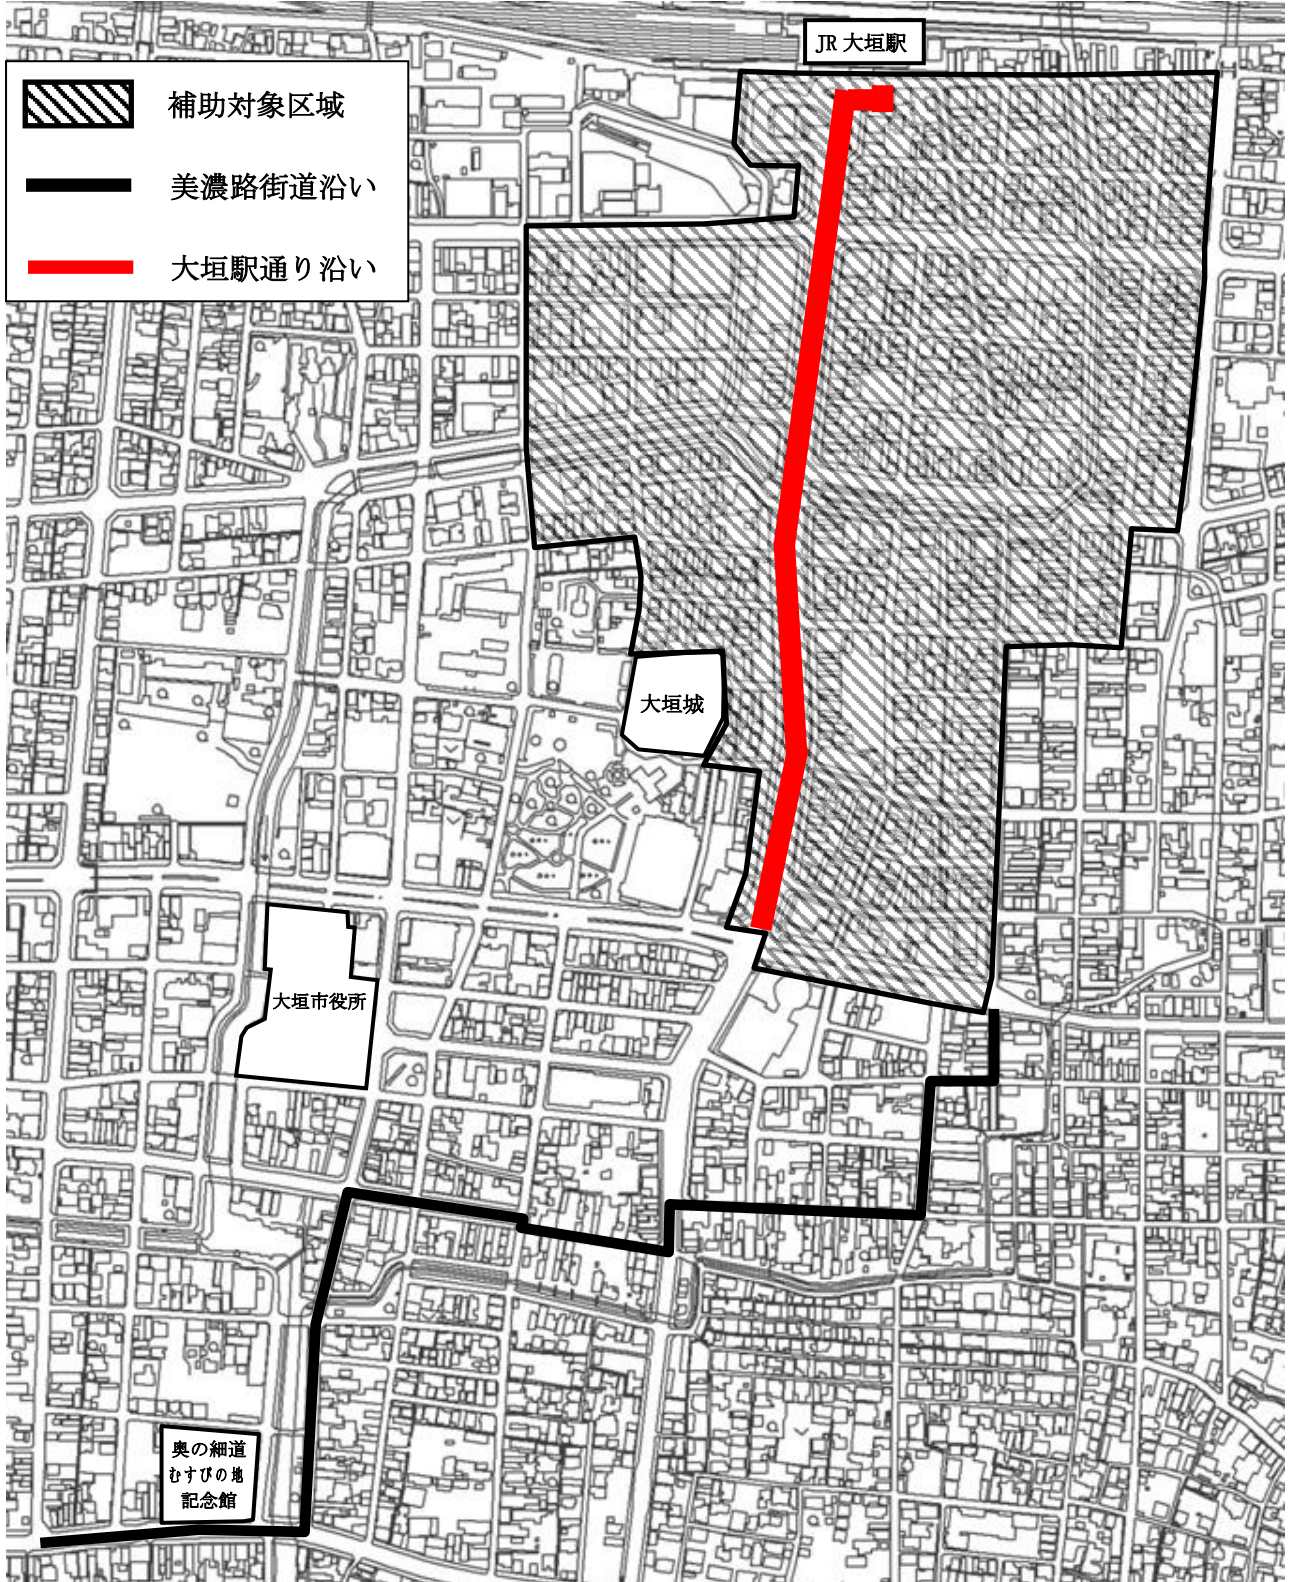 JR 大垣駅
補助対象区域
美濃路街道沿い
大垣駅通り沿い
大垣城
大垣市役所
奥の細道
むすびの地
記念館